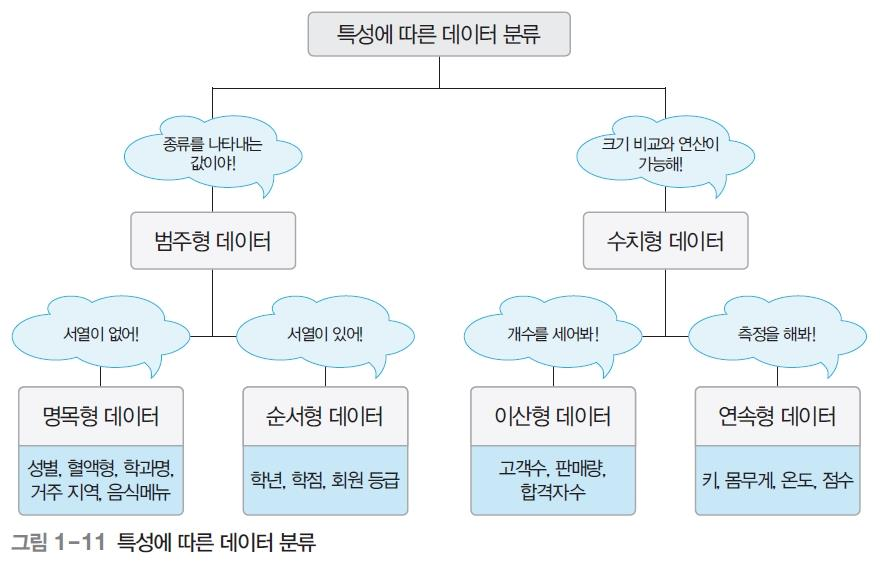 특성에 따른 데이터 분류
종류를 나타내는
값이야!
크기 비교와 연산이
가능해!
범주형 데이터
수치형 데이터
서열이 없어!
서열이 있어!
개수를 세어봐!
측정을 해봐!
명목형 데이터
순서형 데이터
이산형 데이터
연속형 데이터
성별, 혈액형, 학과명,
거주 지역, 음식메뉴
학년, 학점, 회원 등급
고객수, 판매량,
합격자수
키, 몸무게, 온도, 점수
그림 1-11 특성에 따른 데이터 분류